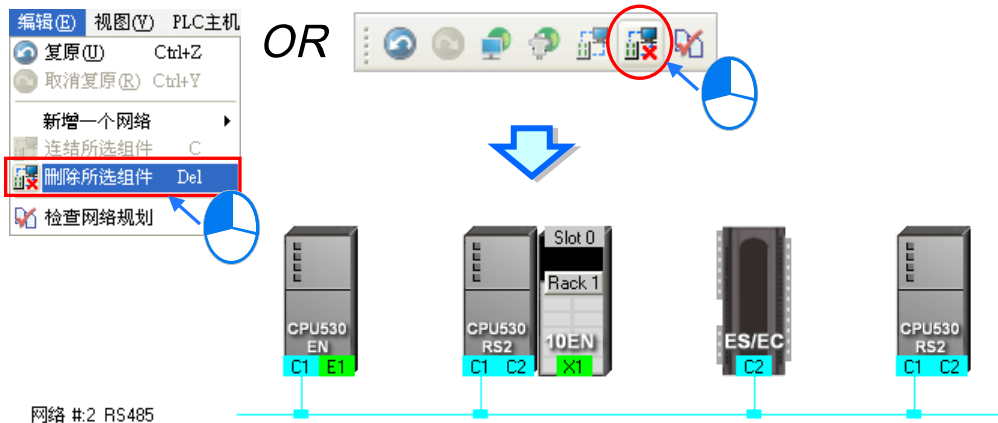 编辑(E) 视图(V) PLC主机
复原(U) Ctrl+Z
取消复原(R) Ctrl+Y
新增一个网络
连结所选组件 C
删除所选组件 Del
检查网络规划
OR
CPU530
EN
C1 E1
CPU530
RS2
C1 C2
Slot 0
Rack 1
10EN
X1
ES/EC
C2
CPU530
RS2
C1 C2
网络 #:2 RS485